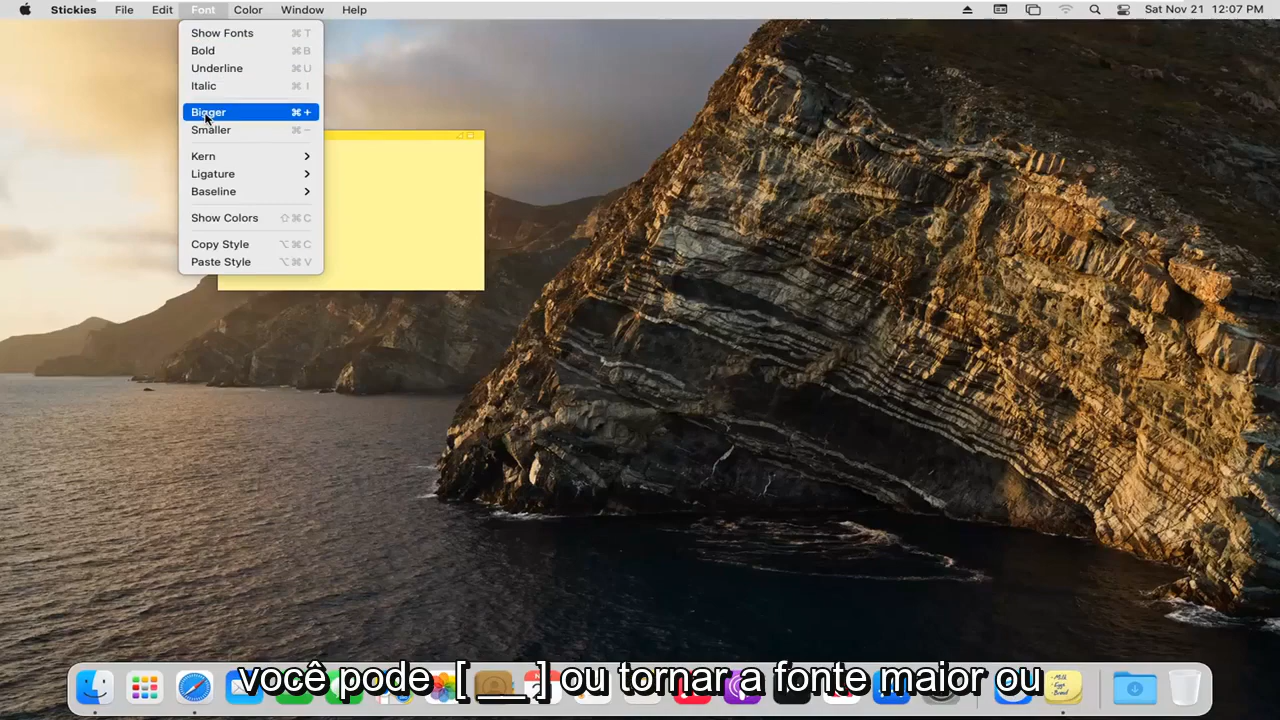 Stickies File Edit Font Color Window Help Sat Nov 21 12:07 PM
Show Fonts ⌘ T
Bold ⌘ B
Underline ⌘ U
Italic ⌘ I
Bigger ⌘ +
Smaller ⌘ −
Kern
Ligature
Baseline
Show Colors ⇧⌘C
Copy Style ⌥⌘C
Paste Style ⌥⌘V
você pode [ __ ] ou tornar a fonte maior ou